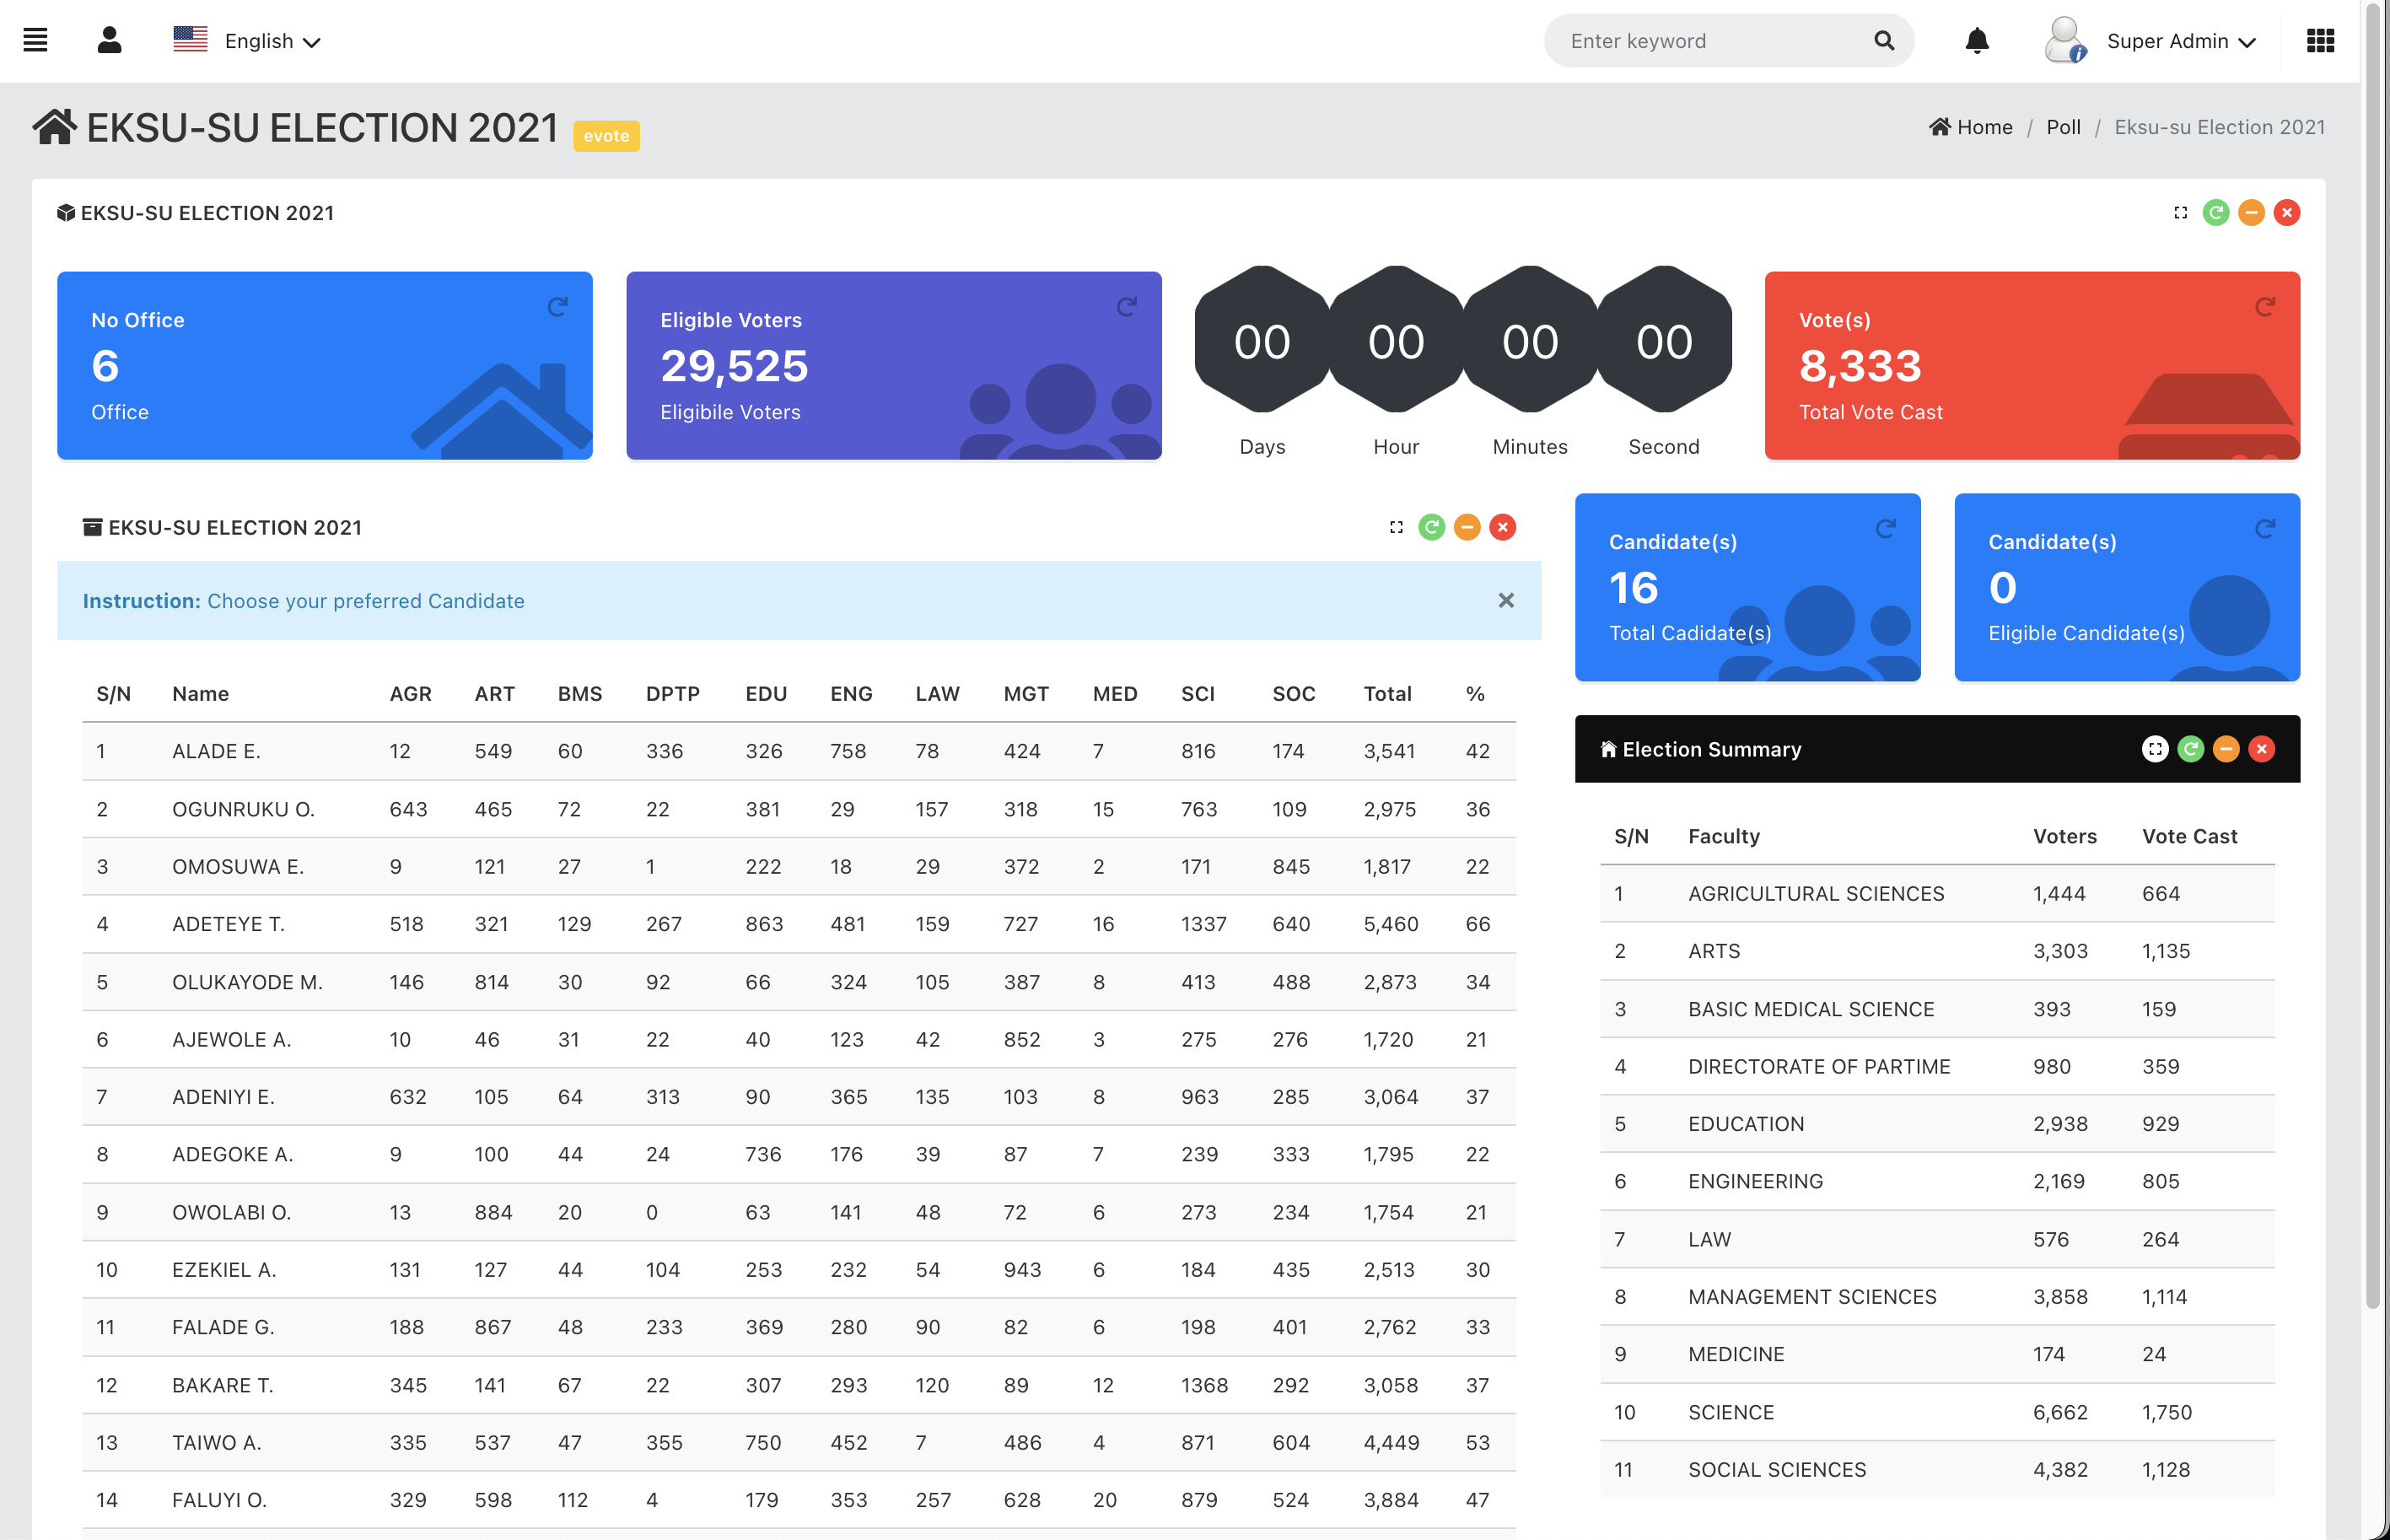 English
Enter keyword
Super Admin
EKSU-SU ELECTION 2021 evote
Home / Poll / Eksu-su Election 2021
EKSU-SU ELECTION 2021
No Office
6
Office
Eligible Voters
29,525
Eligibile Voters
00 00 00 00
Days Hour Minutes Second
Vote(s)
8,333
Total Vote Cast
EKSU-SU ELECTION 2021
Instruction: Choose your preferred Candidate
S/N Name AGR ART BMS DPTP EDU ENG LAW MGT MED SCI SOC Total %
1 ALADE E. 12 549 60 336 326 758 78 424 7 816 174 3,541 42
2 OGUNRUKU O. 643 465 72 22 381 29 157 318 15 763 109 2,975 36
3 OMOSUWA E. 9 121 27 1 222 18 29 372 2 171 845 1,817 22
4 ADETEYE T. 518 321 129 267 863 481 159 727 16 1337 640 5,460 66
5 OLUKAYODE M. 146 814 30 92 66 324 105 387 8 413 488 2,873 34
6 AJEWOLE A. 10 46 31 22 40 123 42 852 3 275 276 1,720 21
7 ADENIYI E. 632 105 64 313 90 365 135 103 8 963 285 3,064 37
8 ADEGOKE A. 9 100 44 24 736 176 39 87 7 239 333 1,795 22
9 OWOLABI O. 13 884 20 0 63 141 48 72 6 273 234 1,754 21
10 EZEKIEL A. 131 127 44 104 253 232 54 943 6 184 435 2,513 30
11 FALADE G. 188 867 48 233 369 280 90 82 6 198 401 2,762 33
12 BAKARE T. 345 141 67 22 307 293 120 89 12 1368 292 3,058 37
13 TAIWO A. 335 537 47 355 750 452 7 486 4 871 604 4,449 53
14 FALUYI O. 329 598 112 4 179 353 257 628 20 879 524 3,884 47
Candidate(s)
16
Total Cadidate(s)
Candidate(s)
0
Eligible Candidate(s)
Election Summary
S/N Faculty Voters Vote Cast
1 AGRICULTURAL SCIENCES 1,444 664
2 ARTS 3,303 1,135
3 BASIC MEDICAL SCIENCE 393 159
4 DIRECTORATE OF PARTIME 980 359
5 EDUCATION 2,938 929
6 ENGINEERING 2,169 805
7 LAW 576 264
8 MANAGEMENT SCIENCES 3,858 1,114
9 MEDICINE 174 24
10 SCIENCE 6,662 1,750
11 SOCIAL SCIENCES 4,382 1,128